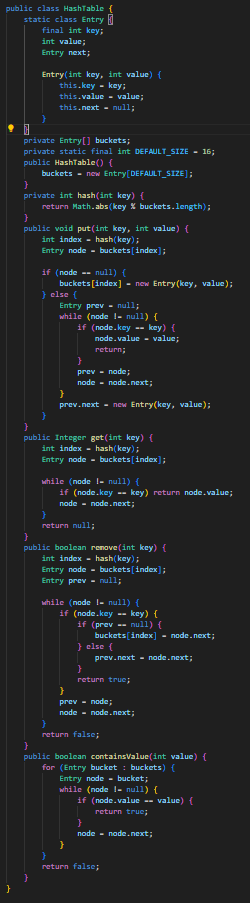 public class HashTable {
    static class Entry {
        final int key;
        int value;
        Entry next;

        Entry(int key, int value) {
            this.key = key;
            this.value = value;
            this.next = null;
        }
    }
    private Entry[] buckets;
    private static final int DEFAULT_SIZE = 16;
    public HashTable() {
        buckets = new Entry[DEFAULT_SIZE];
    }
    private int hash(int key) {
        return Math.abs(key % buckets.length);
    }
    public void put(int key, int value) {
        int index = hash(key);
        Entry node = buckets[index];

        if (node == null) {
            buckets[index] = new Entry(key, value);
        } else {
            Entry prev = null;
            while (node != null) {
                if (node.key == key) {
                    node.value = value;
                    return;
                }
                prev = node;
                node = node.next;
            }
            prev.next = new Entry(key, value);
        }
    }
    public Integer get(int key) {
        int index = hash(key);
        Entry node = buckets[index];

        while (node != null) {
            if (node.key == key) return node.value;
            node = node.next;
        }
        return null;
    }
    public boolean remove(int key) {
        int index = hash(key);
        Entry node = buckets[index];
        Entry prev = null;

        while (node != null) {
            if (node.key == key) {
                if (prev == null) {
                    buckets[index] = node.next;
                } else {
                    prev.next = node.next;
                }
                return true;
            }
            prev = node;
            node = node.next;
        }
        return false;
    }
    public boolean containsValue(int value) {
        for (Entry bucket : buckets) {
            Entry node = bucket;
            while (node != null) {
                if (node.value == value) {
                    return true;
                }
                node = node.next;
            }
        }
        return false;
    }
}